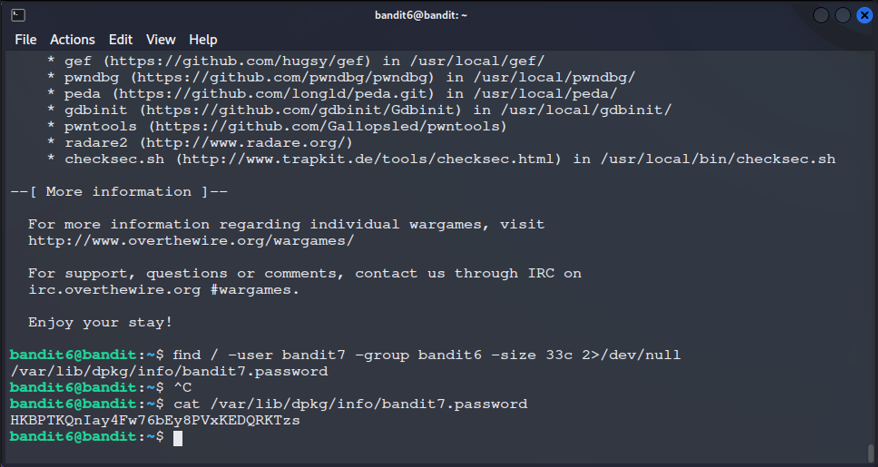 bandit6@bandit: ~
File Actions Edit View Help
* gef (https://github.com/hugsy/gef) in /usr/local/gef/
* pwndbg (https://github.com/pwndbg/pwndbg) in /usr/local/pwndbg/
* peda (https://github.com/longld/peda.git) in /usr/local/peda/
* gdbinit (https://github.com/gdbinit/Gdbinit) in /usr/local/gdbinit/
* pwntools (https://github.com/Gallopsled/pwntools)
* radare2 (http://www.radare.org/)
* checksec.sh (http://www.trapkit.de/tools/checksec.html) in /usr/local/bin/checksec.sh
--[ More information ]--
For more information regarding individual wargames, visit
http://www.overthewire.org/wargames/
For support, questions or comments, contact us through IRC on
irc.overthewire.org #wargames.
Enjoy your stay!
bandit6@bandit:~$ find / -user bandit7 -group bandit6 -size 33c 2>/dev/null
/var/lib/dpkg/info/bandit7.password
bandit6@bandit:~$ ^C
bandit6@bandit:~$ cat /var/lib/dpkg/info/bandit7.password
HKBPTKQnIay4Fw76bEy8PVxKEDQRKTzs
bandit6@bandit:~$